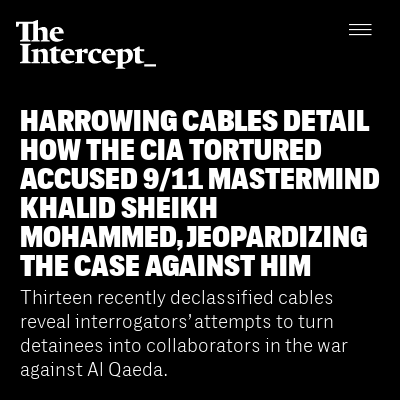 The
Intercept_
HARROWING CABLES DETAIL
HOW THE CIA TORTURED
ACCUSED 9/11 MASTERMIND
KHALID SHEIKH
MOHAMMED, JEOPARDIZING
THE CASE AGAINST HIM
Thirteen recently declassified cables
reveal interrogators’ attempts to turn
detainees into collaborators in the war
against Al Qaeda.